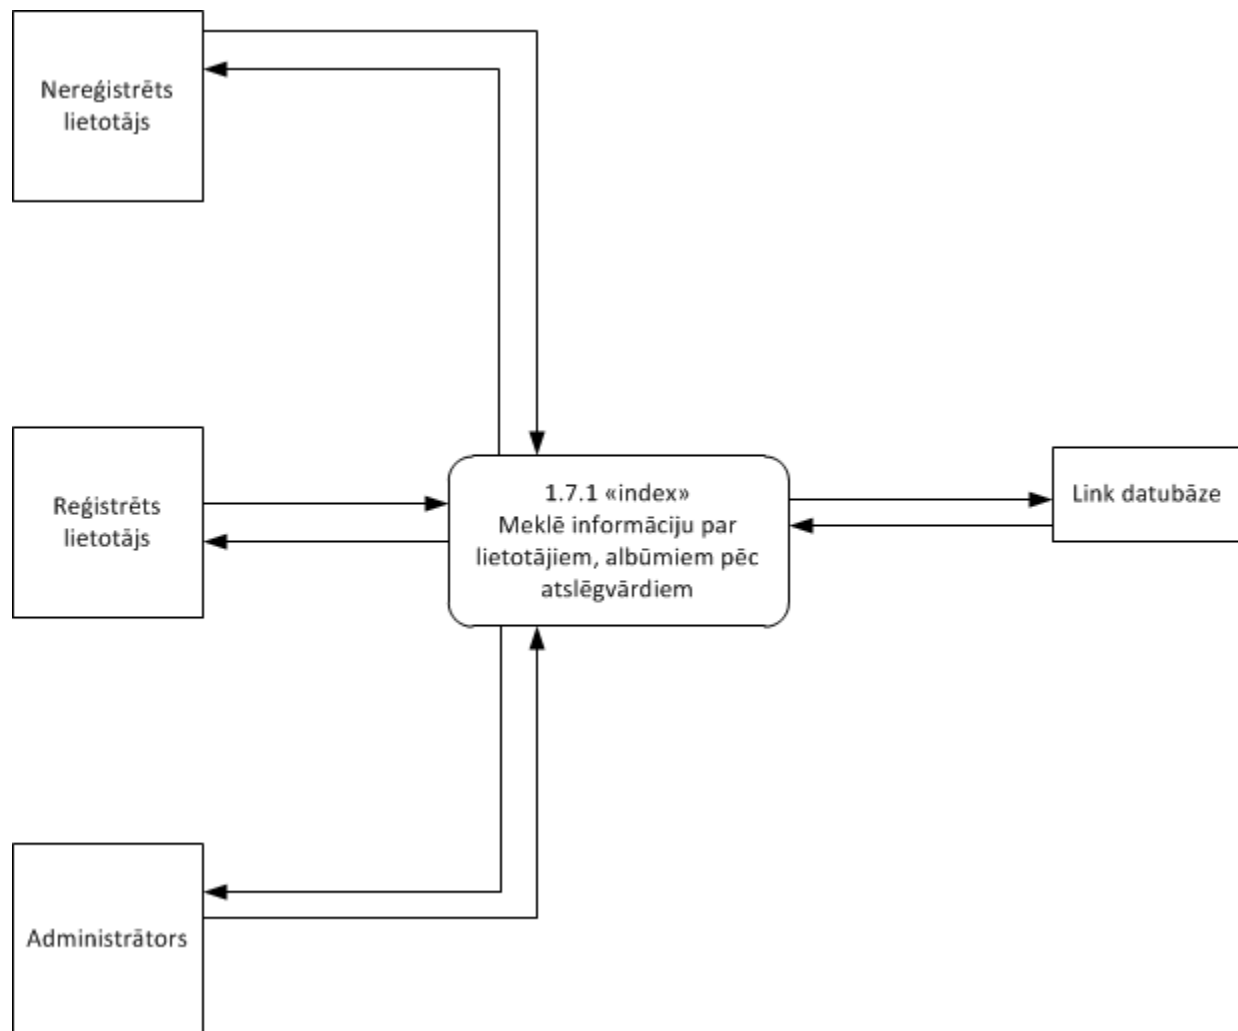 Nereģistrēts
lietotājs
Reģistrēts
lietotājs
1.7.1 «index»
Meklē informāciju par
lietotājiem, albūmiem pēc
atslēgvārdiem
Link datubāze
Administrātors